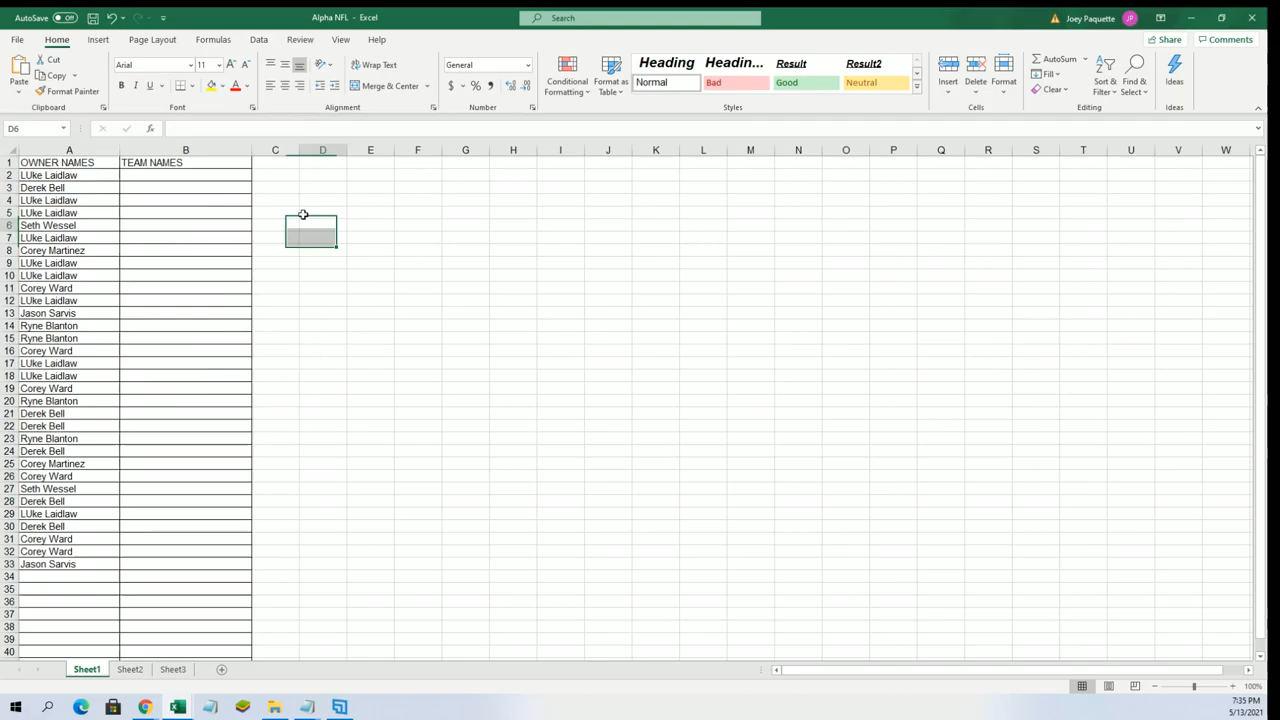 AutoSave Off Alpha NFL - Excel Search Joey Paquette JP
File Home Insert Page Layout Formulas Data Review View Help Share Comments
Paste Cut Copy Format Painter Clipboard
Arial 11 A A B I U A Font
Wrap Text Merge & Center Alignment
General $ % , Number
Conditional Formatting Format as Table
Heading Headin... Result Result2
Normal Bad Good Neutral Styles
Insert Delete Format Cells
AutoSum Fill Clear Sort & Filter Find & Select Editing
Ideas Ideas
D6 fx
A B C D E F G H I J K L M N O P Q R S T U V W
1 OWNER NAMES TEAM NAMES
2 LUke Laidlaw
3 Derek Bell
4 LUke Laidlaw
5 LUke Laidlaw
6 Seth Wessel
7 LUke Laidlaw
8 Corey Martinez
9 LUke Laidlaw
10 LUke Laidlaw
11 Corey Ward
12 LUke Laidlaw
13 Jason Sarvis
14 Ryne Blanton
15 Ryne Blanton
16 Corey Ward
17 LUke Laidlaw
18 LUke Laidlaw
19 Corey Ward
20 Ryne Blanton
21 Derek Bell
22 Derek Bell
23 Ryne Blanton
24 Derek Bell
25 Corey Martinez
26 Corey Ward
27 Seth Wessel
28 Derek Bell
29 LUke Laidlaw
30 Derek Bell
31 Corey Ward
32 Corey Ward
33 Jason Sarvis
34
35
36
37
38
39
40
Sheet1 Sheet2 Sheet3
100%
7:35 PM
5/13/2021